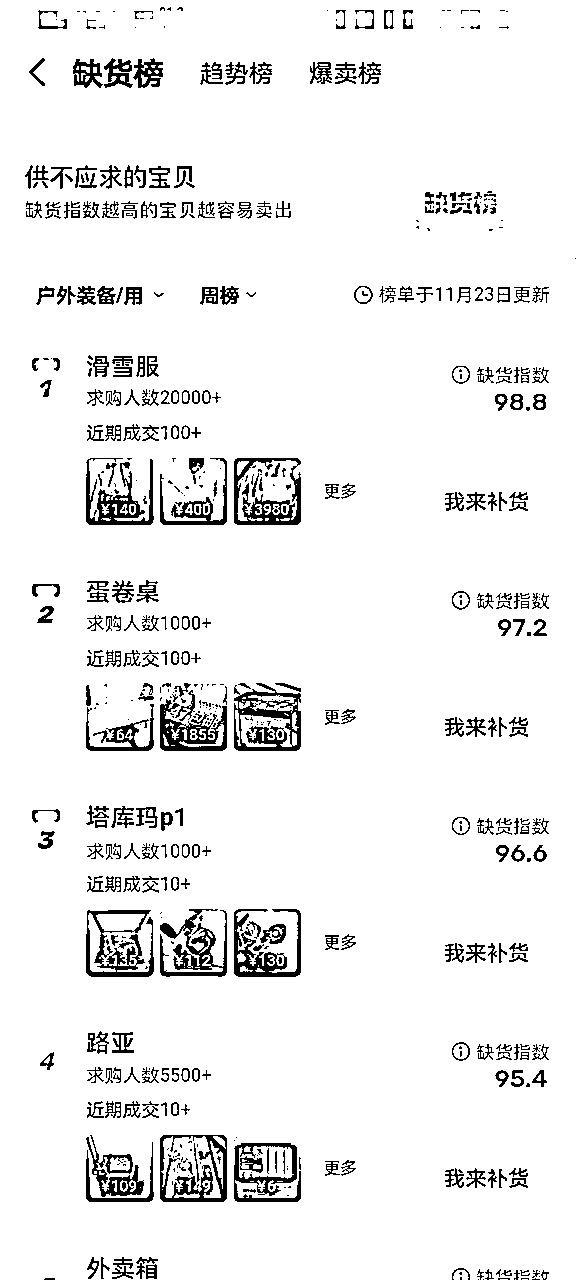 缺货榜 趋势榜 爆卖榜
供不应求的宝贝
缺货指数越高的宝贝越容易卖出
缺货榜
户外装备/用 周榜 榜单于11月23日更新
1 滑雪服 缺货指数
求购人数20000+ 98.8
近期成交100+
¥140 ¥400 ¥3980 更多 我来补货
2 蛋卷桌 缺货指数
求购人数1000+ 97.2
近期成交100+
¥64 ¥1855 ¥130 更多 我来补货
3 塔库玛p1 缺货指数
求购人数1000+ 96.6
近期成交10+
¥135 ¥112 ¥130 更多 我来补货
4 路亚 缺货指数
求购人数5500+ 95.4
近期成交10+
¥109 ¥149 ¥6 更多 我来补货
外卖箱 缺货指数